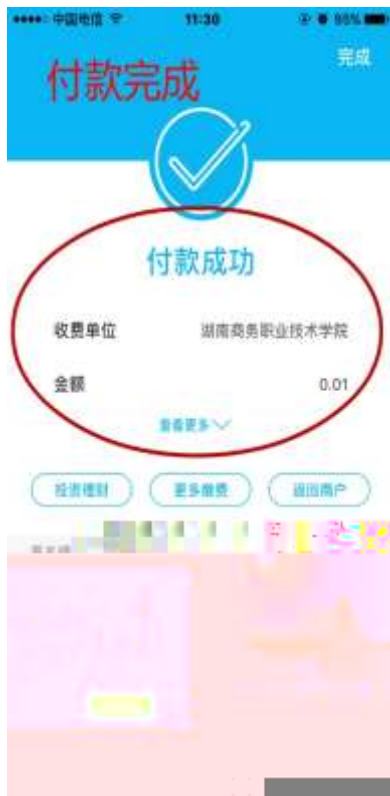 中国电信 11:30 95%
完成
付款完成
付款成功
收费单位 湖南商务职业技术学院
金额 0.01
查看更多
投资理财 更多缴费 返回商户